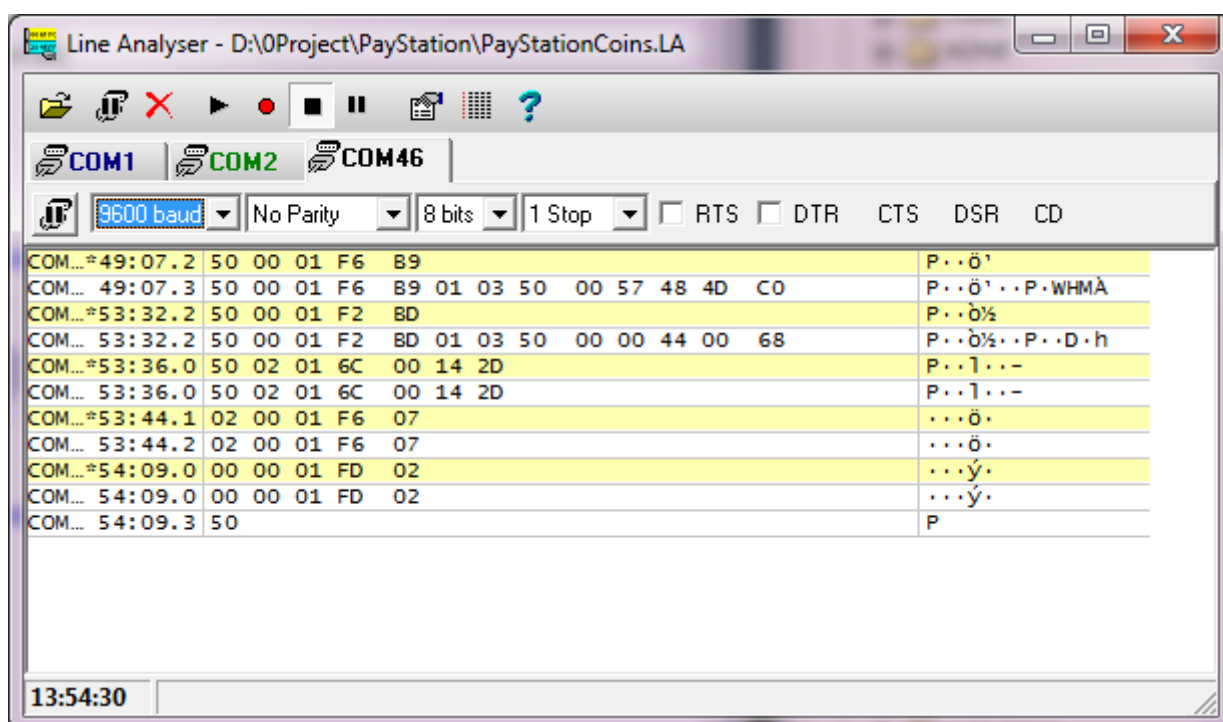 Line Analyser - D:\0Project\PayStation\PayStationCoins.LA
COM1 COM2 COM46
9600 baud No Parity 8 bits 1 Stop RTS DTR CTS DSR CD
COM...*49:07.2 50 00 01 F6 B9 P··ö¹
COM... 49:07.3 50 00 01 F6 B9 01 03 50 00 57 48 4D C0 P··ö¹··P·WHMÀ
COM...*53:32.2 50 00 01 F2 BD P··ò½
COM... 53:32.2 50 00 01 F2 BD 01 03 50 00 00 44 00 68 P··ò½··P··D·h
COM...*53:36.0 50 02 01 6C 00 14 2D P··l··-
COM... 53:36.0 50 02 01 6C 00 14 2D P··l··-
COM...*53:44.1 02 00 01 F6 07 ···ö·
COM... 53:44.2 02 00 01 F6 07 ···ö·
COM...*54:09.0 00 00 01 FD 02 ···ý·
COM... 54:09.0 00 00 01 FD 02 ···ý·
COM... 54:09.3 50 P
13:54:30